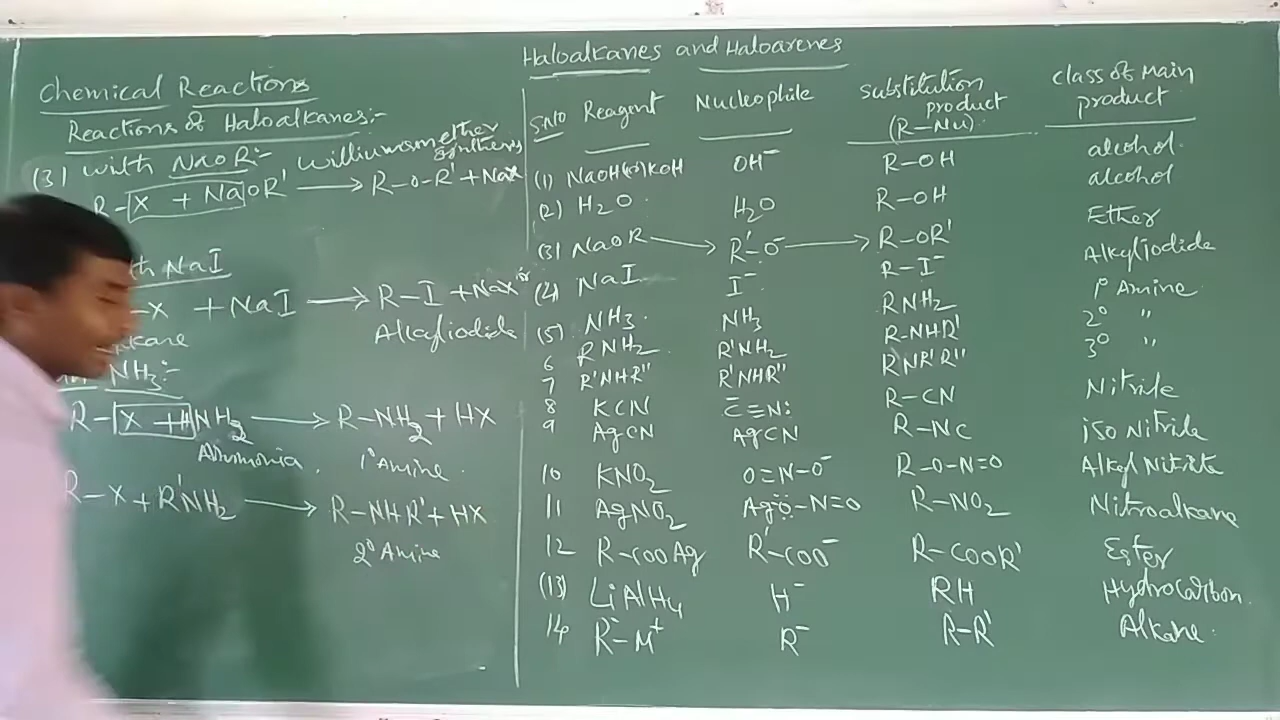 Haloalkanes and Haloarenes
Chemical Reactions
Reactions of Haloalkanes:-
(3) with NaOR:- Williumsom ether synthesis
R-X + NaOR' → R-O-R' + NaX
with NaI
-X + NaI → R-I + NaX
Alkyliodide
NH3:-
R-X + HNH2 → R-NH2 + HX
Ammonia 1° Amine.
R-X + R'NH2 → R-NHR' + HX
2° Amine
S.NO Reagent Nucleophile Substitution product (R-Nu) class of Main product
(1) NaOH(or)KOH OH⁻ R-OH alcohol.
(2) H2O. H2O R-OH alcohol
(3) NaOR → R'-O⁻ → R-OR' Ether
(4) NaI I⁻ R-I⁻ Alkyliodide
(5) NH3. NH3 RNH2 1° Amine
6 RNH2 R'NH2 R-NHR' 2° "
7 R'NHR" R'NHR" RNR'R" 3° "
8 KCN C̄≡N: R-CN Nitrile
9 AgCN AgCN R-NC iso Nitrile
10 KNO2 O=N-O⁻ R-O-N=O Alkyl Nitrite
11 AgNO2 Ag-Ö-N=O R-NO2 Nitroalkane
12 R-COOAg R'-COO⁻ R-COOR' Ester
(13) LiAlH4 H⁻ RH Hydrocarbon.
14 R⁻-M⁺ R⁻ R-R' Alkane.